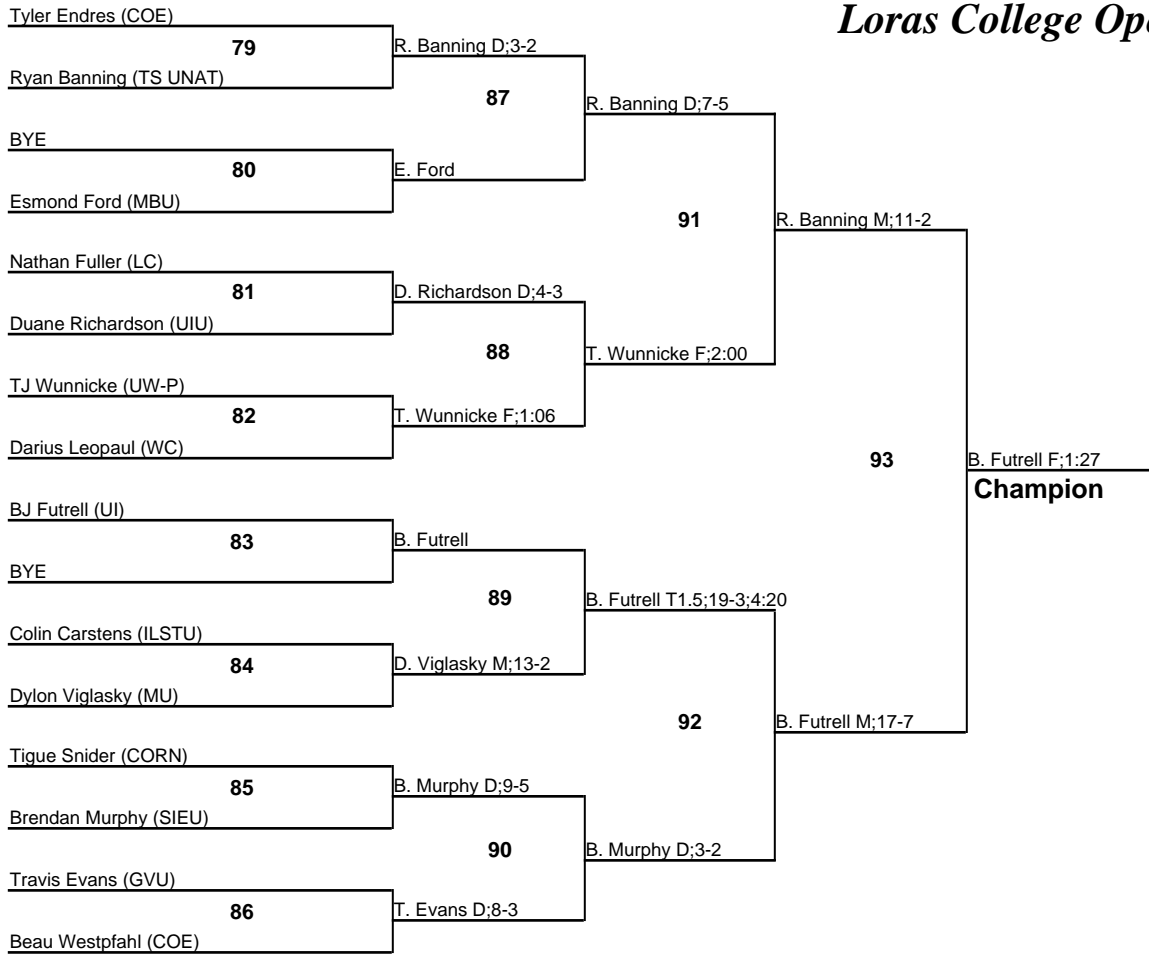 Loras College Ope
Tyler Endres (COE)
79
Ryan Banning (TS UNAT)
R. Banning D;3-2
87
R. Banning D;7-5
BYE
80
Esmond Ford (MBU)
E. Ford
91
R. Banning M;11-2
Nathan Fuller (LC)
81
Duane Richardson (UIU)
D. Richardson D;4-3
88
T. Wunnicke F;2:00
TJ Wunnicke (UW-P)
82
Darius Leopaul (WC)
T. Wunnicke F;1:06
93
B. Futrell F;1:27
Champion
BJ Futrell (UI)
83
BYE
B. Futrell
89
B. Futrell T1.5;19-3;4:20
Colin Carstens (ILSTU)
84
Dylon Viglasky (MU)
D. Viglasky M;13-2
92
B. Futrell M;17-7
Tigue Snider (CORN)
85
Brendan Murphy (SIEU)
B. Murphy D;9-5
90
B. Murphy D;3-2
Travis Evans (GVU)
86
Beau Westpfahl (COE)
T. Evans D;8-3